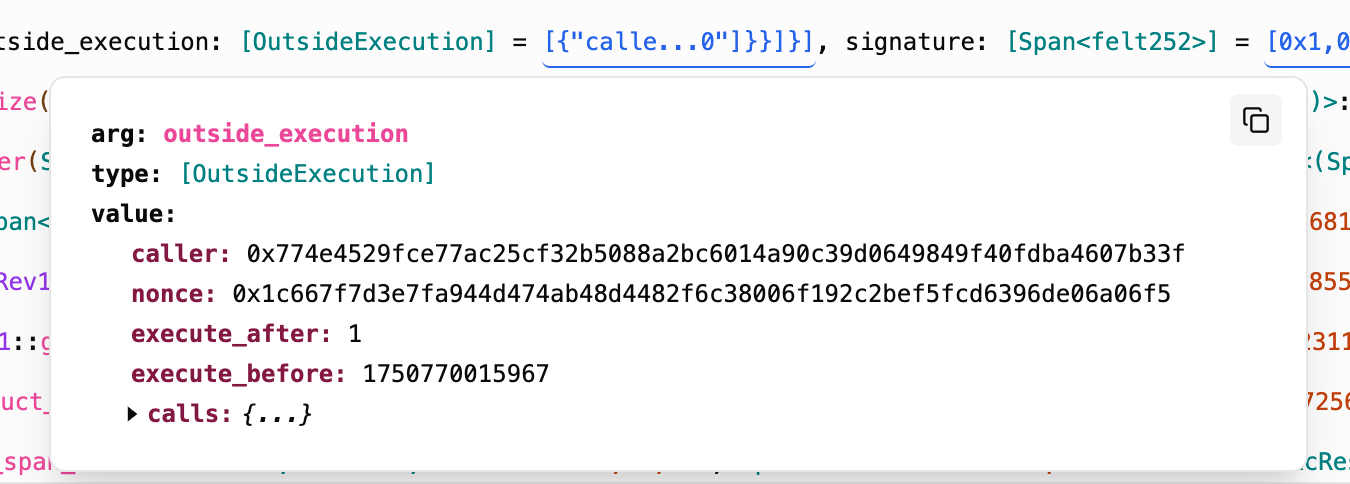 tside_execution: [OutsideExecution] = [{"calle...0"]}}]}], signature: [Span<felt252>] = [0x1,0
ize( )>:
arg: outside_execution
er(S <(Sp
type: [OutsideExecution]
pan< 681
value:
caller: 0x774e4529fce77ac25cf32b5088a2bc6014a90c39d0649849f40fdba4607b33f
Rev1 855
nonce: 0x1c667f7d3e7fa944d474ab48d4482f6c38006f192c2bef5fcd6396de06a06f5
1::g 2311
execute_after: 1
execute_before: 1750770015967
uct_ 7256
calls: {...}
_span_ cRes